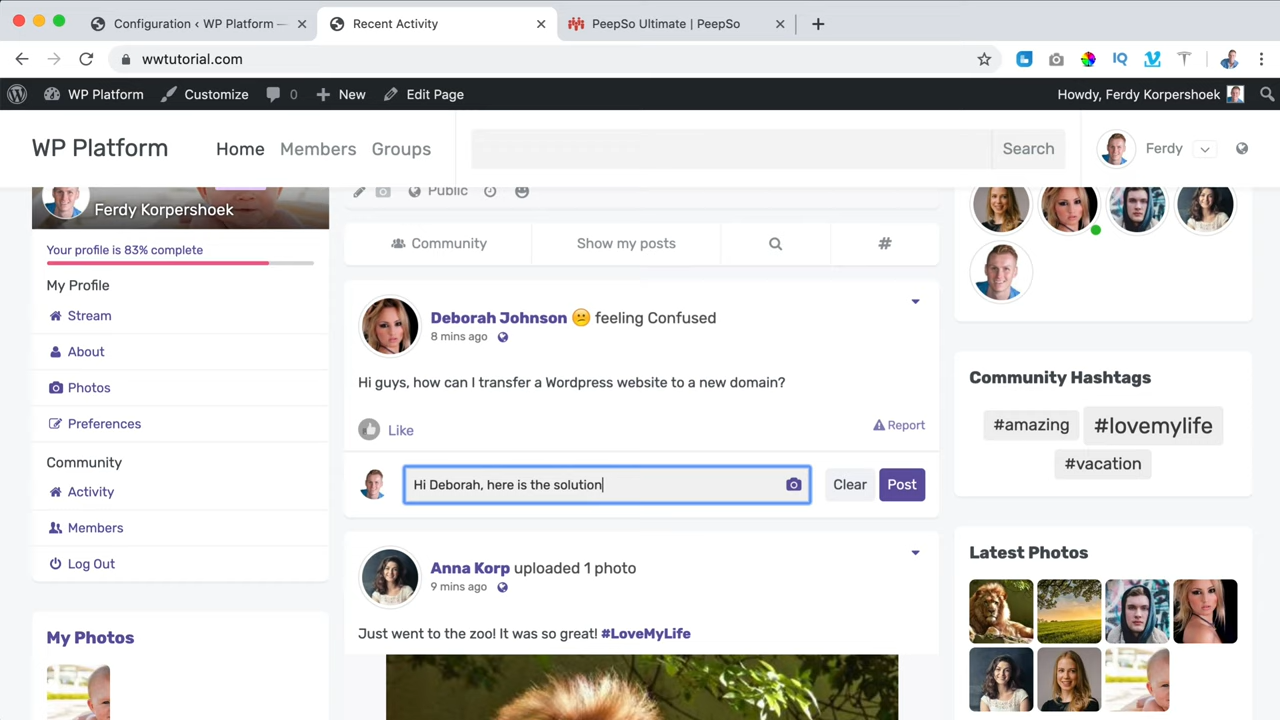 Configuration ‹ WP Platform —
Recent Activity
PeepSo Ultimate | PeepSo
wwtutorial.com
IQ
WP Platform
Customize
0
New
Edit Page
Howdy, Ferdy Korpershoek
WP Platform
Home
Members
Groups
Search
Ferdy
Ferdy Korpershoek
Your profile is 83% complete
My Profile
Stream
About
Photos
Preferences
Community
Activity
Members
Log Out
My Photos
Public
Community
Show my posts
#
Deborah Johnson 😕 feeling Confused
8 mins ago
Hi guys, how can I transfer a Wordpress website to a new domain?
Like
Report
Hi Deborah, here is the solution
Clear
Post
Anna Korp uploaded 1 photo
9 mins ago
Just went to the zoo! It was so great! #LoveMyLife
Community Hashtags
#amazing
#lovemylife
#vacation
Latest Photos